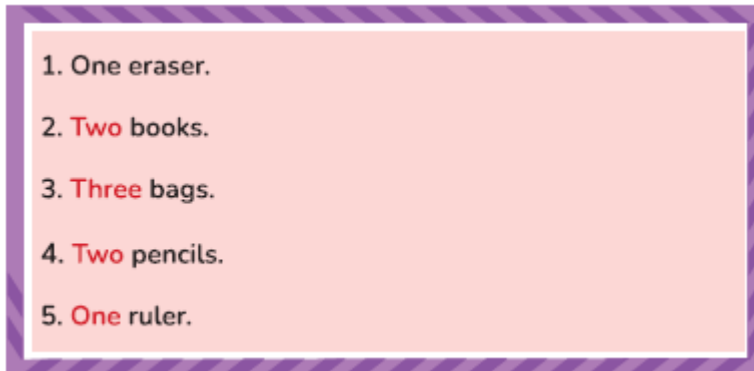 1. One eraser.
2. Two books.
3. Three bags.
4. Two pencils.
5. One ruler.